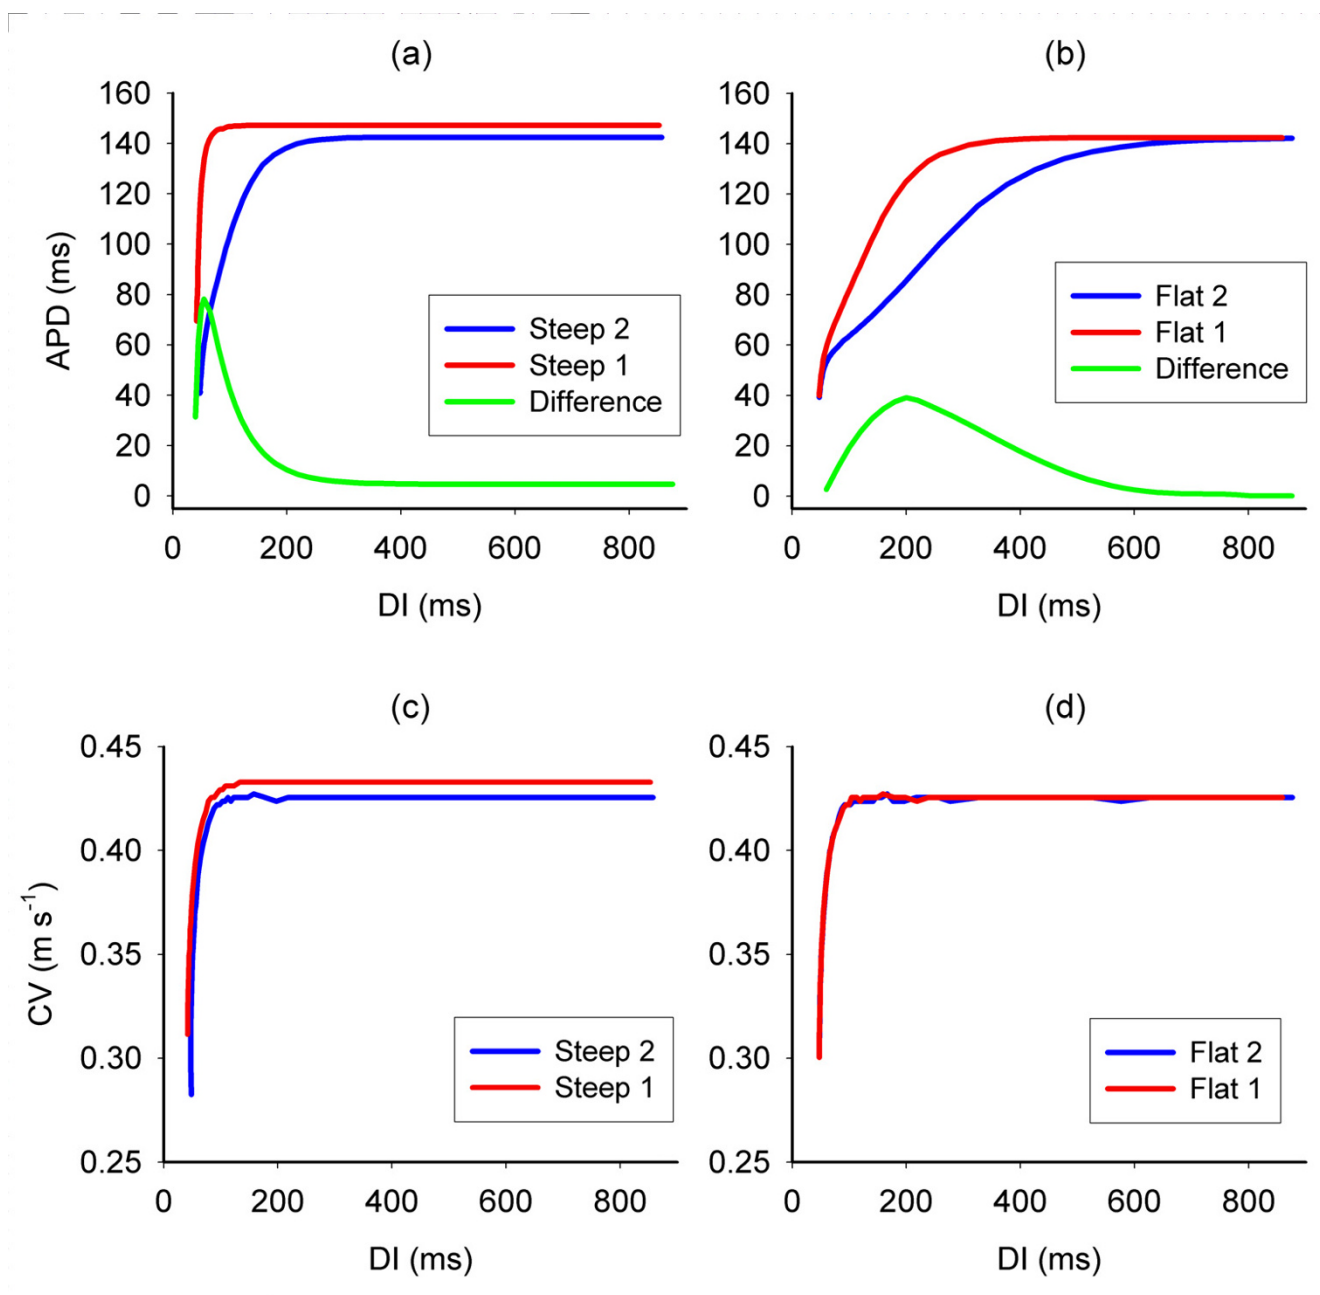 (a)
160
140
120
100
80
60
40
20
0
APD (ms)
Steep 2
Steep 1
Difference
0 200 400 600 800
DI (ms)
(b)
160
140
120
100
80
60
40
20
0
Flat 2
Flat 1
Difference
0 200 400 600 800
DI (ms)
(c)
0.45
0.40
0.35
0.30
0.25
CV (m s⁻¹)
Steep 2
Steep 1
0 200 400 600 800
DI (ms)
(d)
0.45
0.40
0.35
0.30
0.25
Flat 2
Flat 1
0 200 400 600 800
DI (ms)